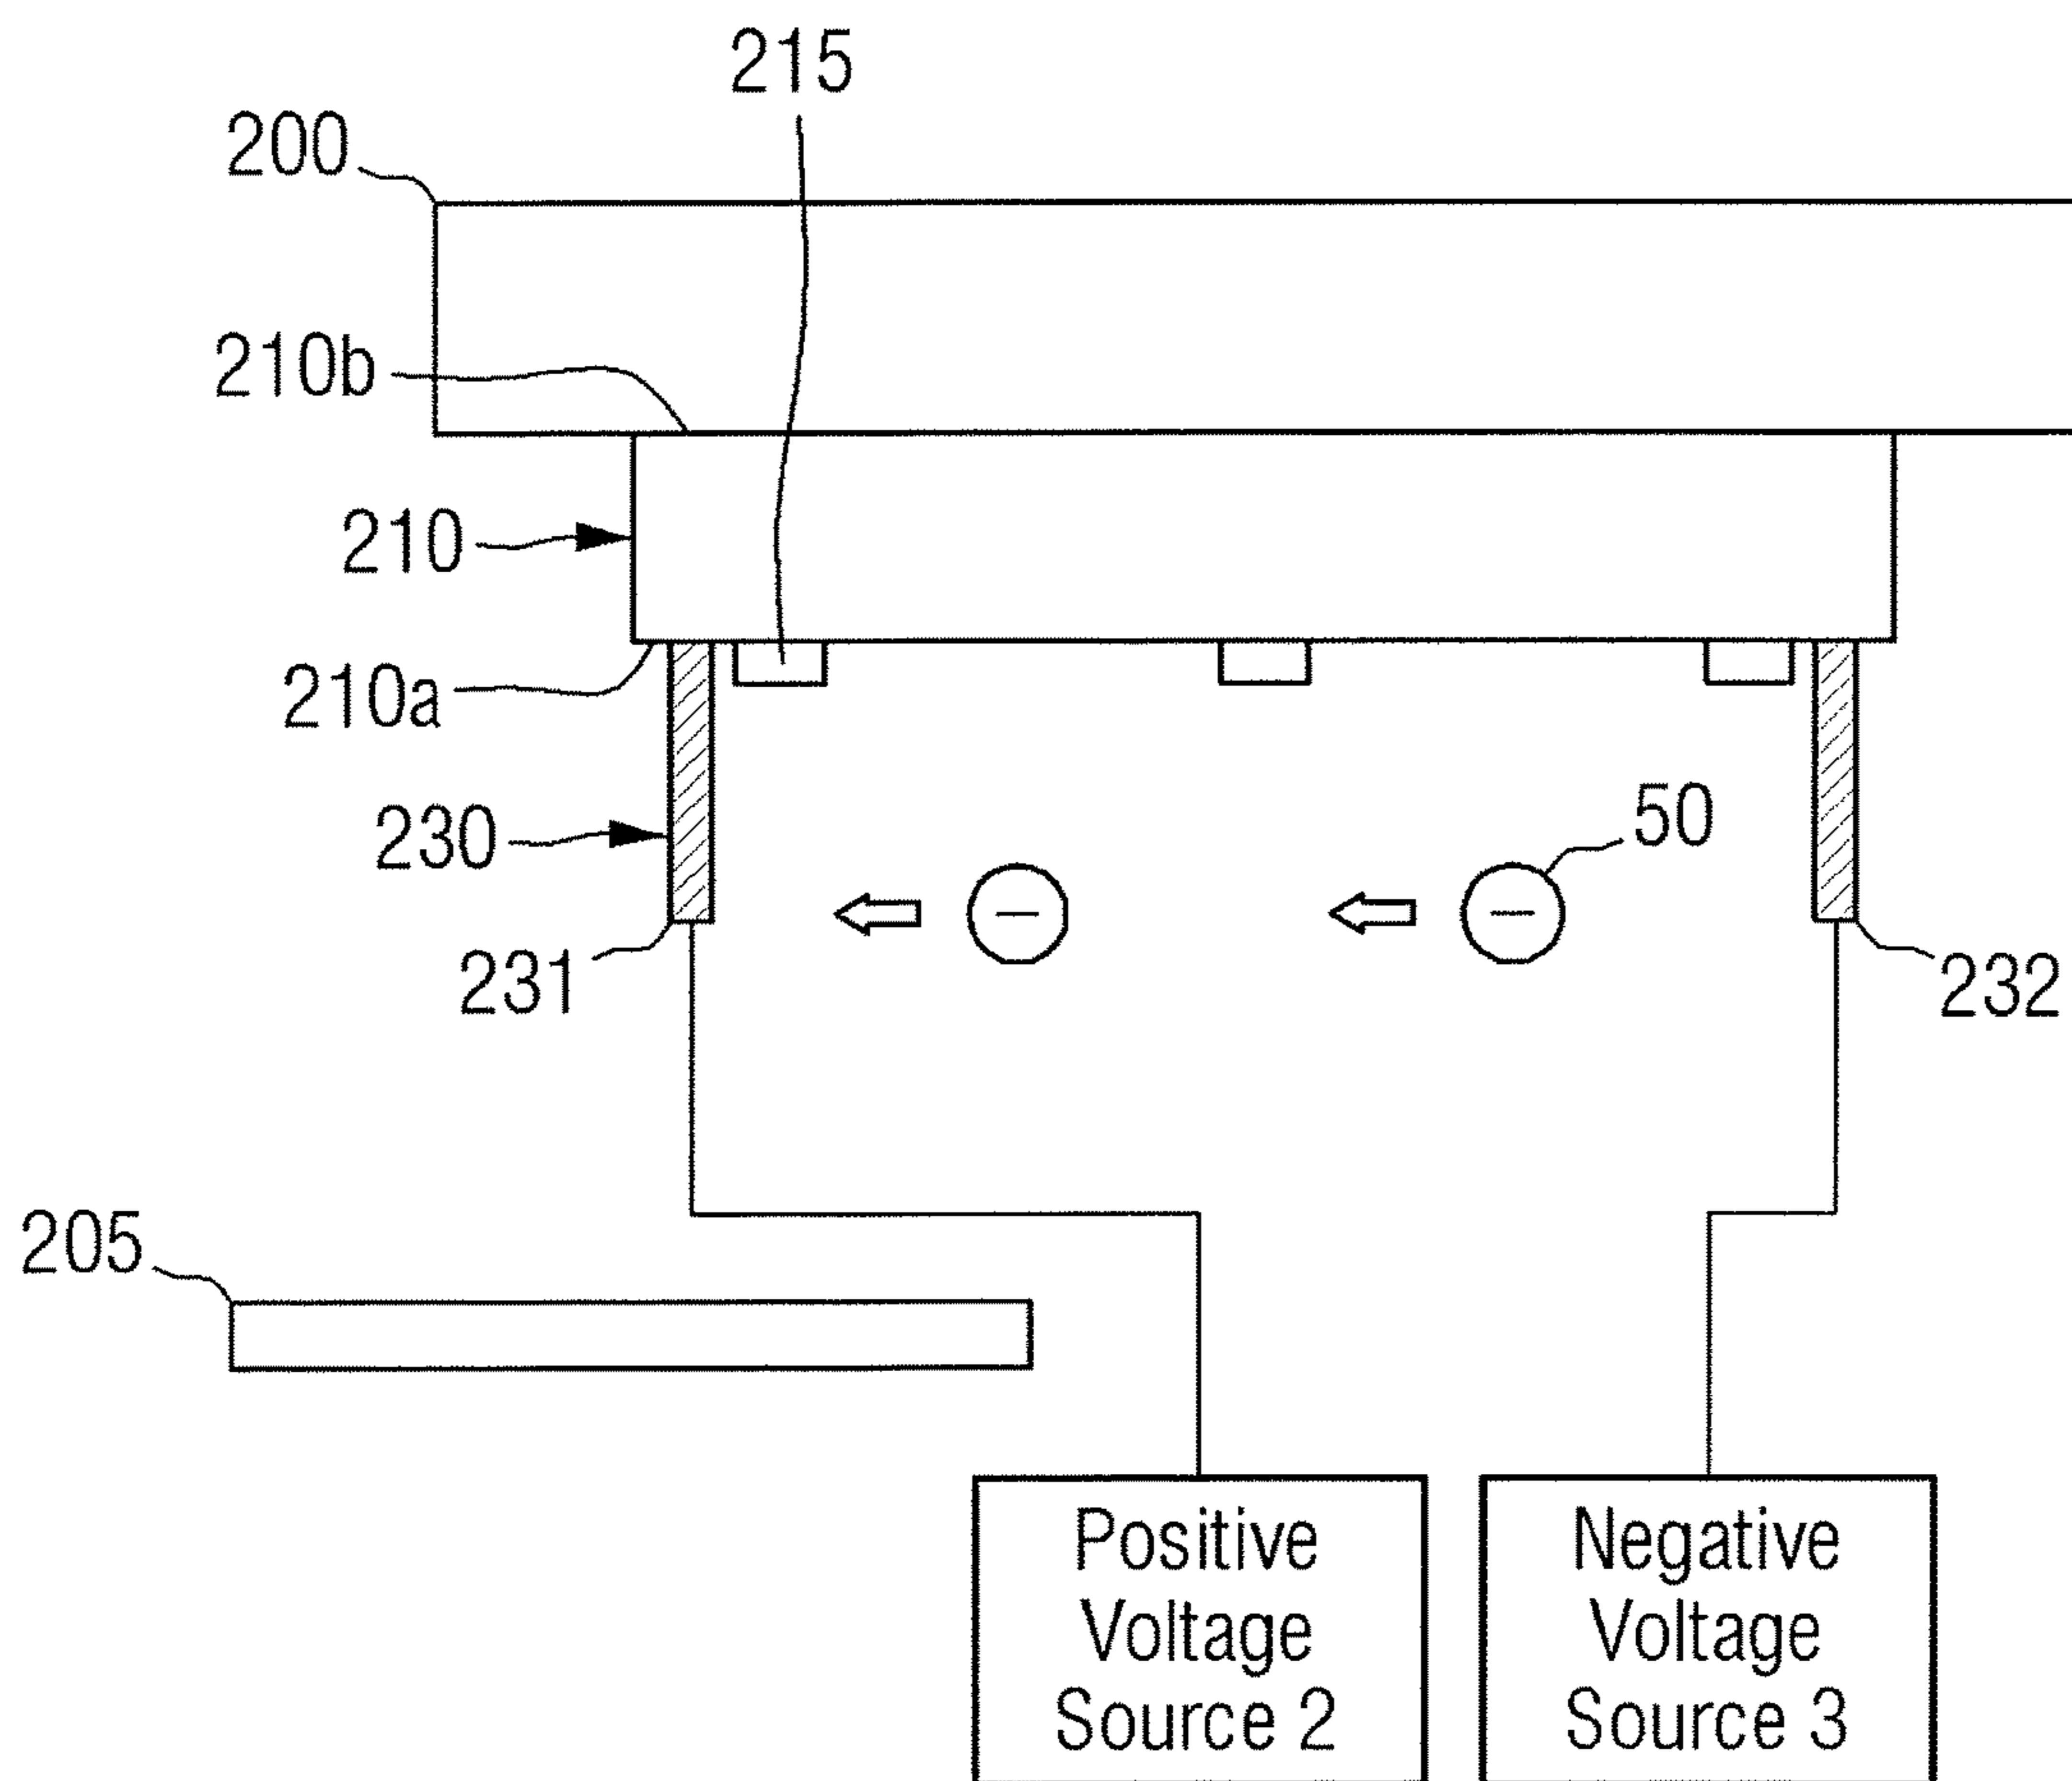 215
200
210b
210
210a
230
50
231
232
205
Positive
Voltage
Source 2
Negative
Voltage
Source 3